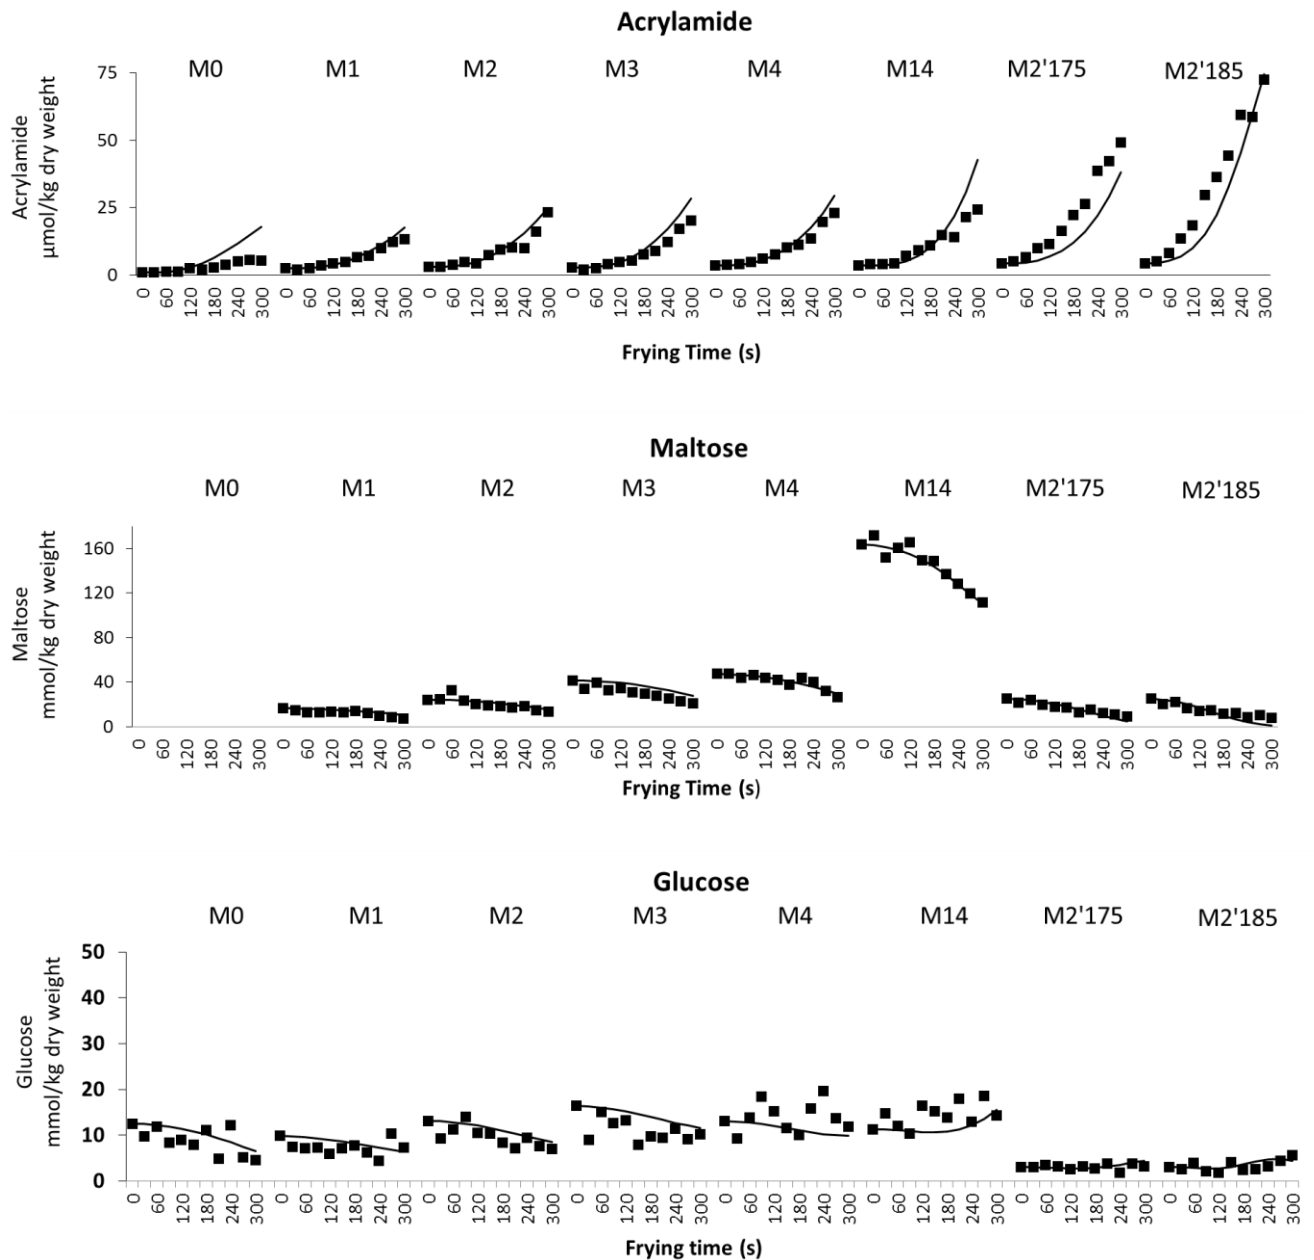 Acrylamide
M0 M1 M2 M3 M4 M14 M2'175 M2'185
Acrylamide
µmol/kg dry weight
75
50
25
0
0 60 120 180 240 300 0 60 120 180 240 300 0 60 120 180 240 300 0 60 120 180 240 300 0 60 120 180 240 300 0 60 120 180 240 300 0 60 120 180 240 300 0 60 120 180 240 300
Frying Time (s)
Maltose
M0 M1 M2 M3 M4 M14 M2'175 M2'185
Maltose
mmol/kg dry weight
160
120
80
40
0
0 60 120 180 240 300 0 60 120 180 240 300 0 60 120 180 240 300 0 60 120 180 240 300 0 60 120 180 240 300 0 60 120 180 240 300 0 60 120 180 240 300 0 60 120 180 240 300
Frying Time (s)
Glucose
M0 M1 M2 M3 M4 M14 M2'175 M2'185
Glucose
mmol/kg dry weight
50
40
30
20
10
0
0 60 120 180 240 300 0 60 120 180 240 300 0 60 120 180 240 300 0 60 120 180 240 300 0 60 120 180 240 300 0 60 120 180 240 300 0 60 120 180 240 300 0 60 120 180 240 300
Frying time (s)